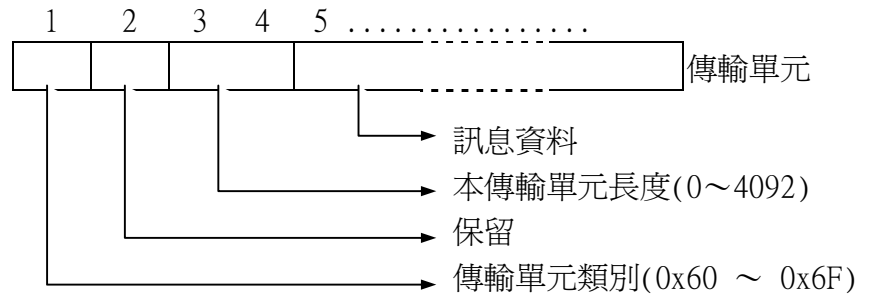 1 2 3 4 5 ................
傳輸單元
訊息資料
本傳輸單元長度(0～4092)
保留
傳輸單元類別(0x60 ～ 0x6F)